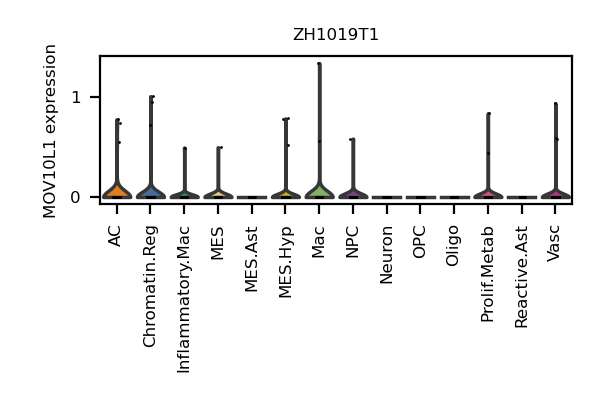 ZH1019T1
MOV10L1 expression
1
0
AC
Chromatin.Reg
Inflammatory.Mac
MES
MES.Ast
MES.Hyp
Mac
NPC
Neuron
OPC
Oligo
Prolif.Metab
Reactive.Ast
Vasc